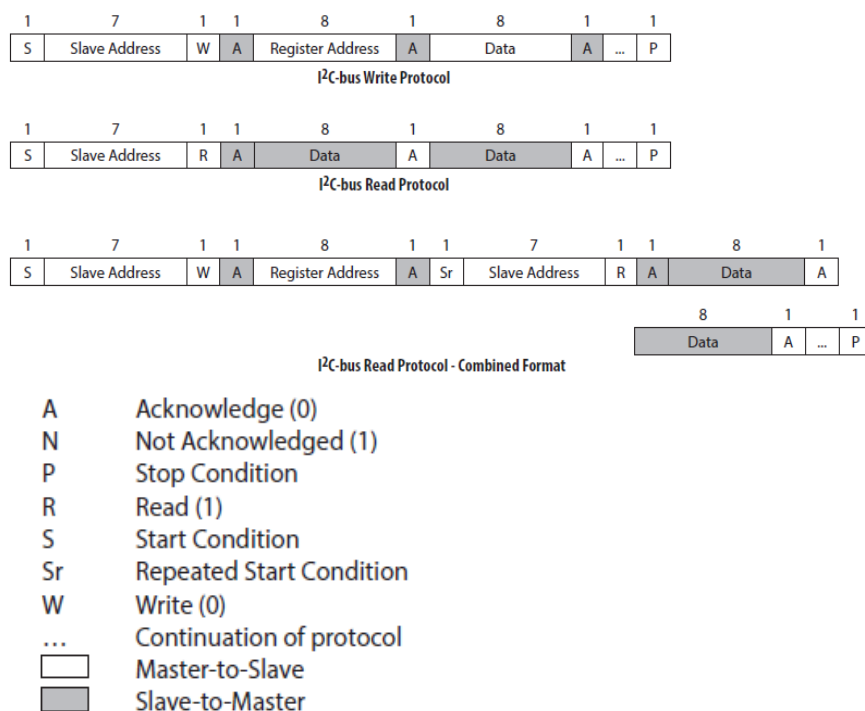 1 7 1 1 8 1 8 1 1
S Slave Address W A Register Address A Data A ... P
I²C-bus Write Protocol
1 7 1 1 8 1 8 1 1
S Slave Address R A Data A Data A ... P
I²C-bus Read Protocol
1 7 1 1 8 1 1 7 1 1 8 1
S Slave Address W A Register Address A Sr Slave Address R A Data A
8 1 1
Data A ... P
I²C-bus Read Protocol - Combined Format
A Acknowledge (0)
N Not Acknowledged (1)
P Stop Condition
R Read (1)
S Start Condition
Sr Repeated Start Condition
W Write (0)
... Continuation of protocol
Master-to-Slave
Slave-to-Master